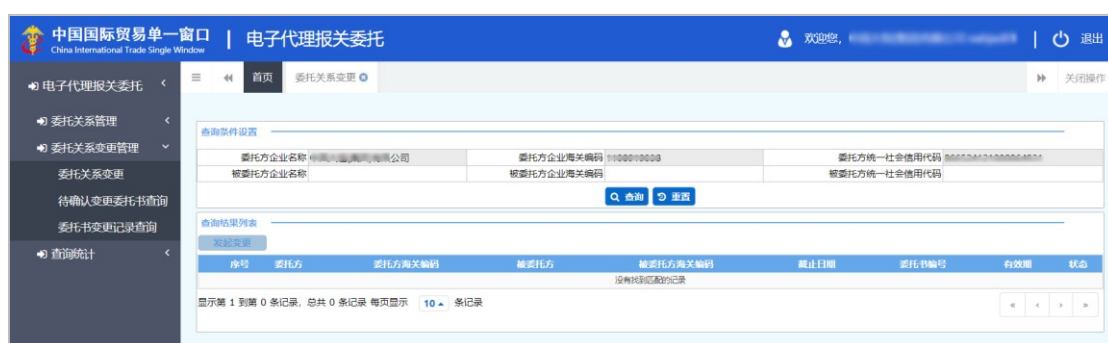 中国国际贸易单一窗口 | 电子代理报关委托
China International Trade Single Window
欢迎您,
退出
电子代理报关委托
首页
委托关系变更
关闭操作
委托关系管理
委托关系变更管理
委托关系变更
待确认变更委托书查询
委托书变更记录查询
查询统计
查询条件设置
委托方企业名称 公司 委托方企业海关编码 委托方统一社会信用代码
被委托方企业名称 被委托方企业海关编码 被委托方统一社会信用代码
查询 重置
查询结果列表
发起变更
序号 委托方 委托方海关编码 被委托方 被委托方海关编码 截止日期 委托书编号 有效期 状态
没有找到匹配的记录
显示第 1 到第 0 条记录, 总共 0 条记录 每页显示 10 条记录